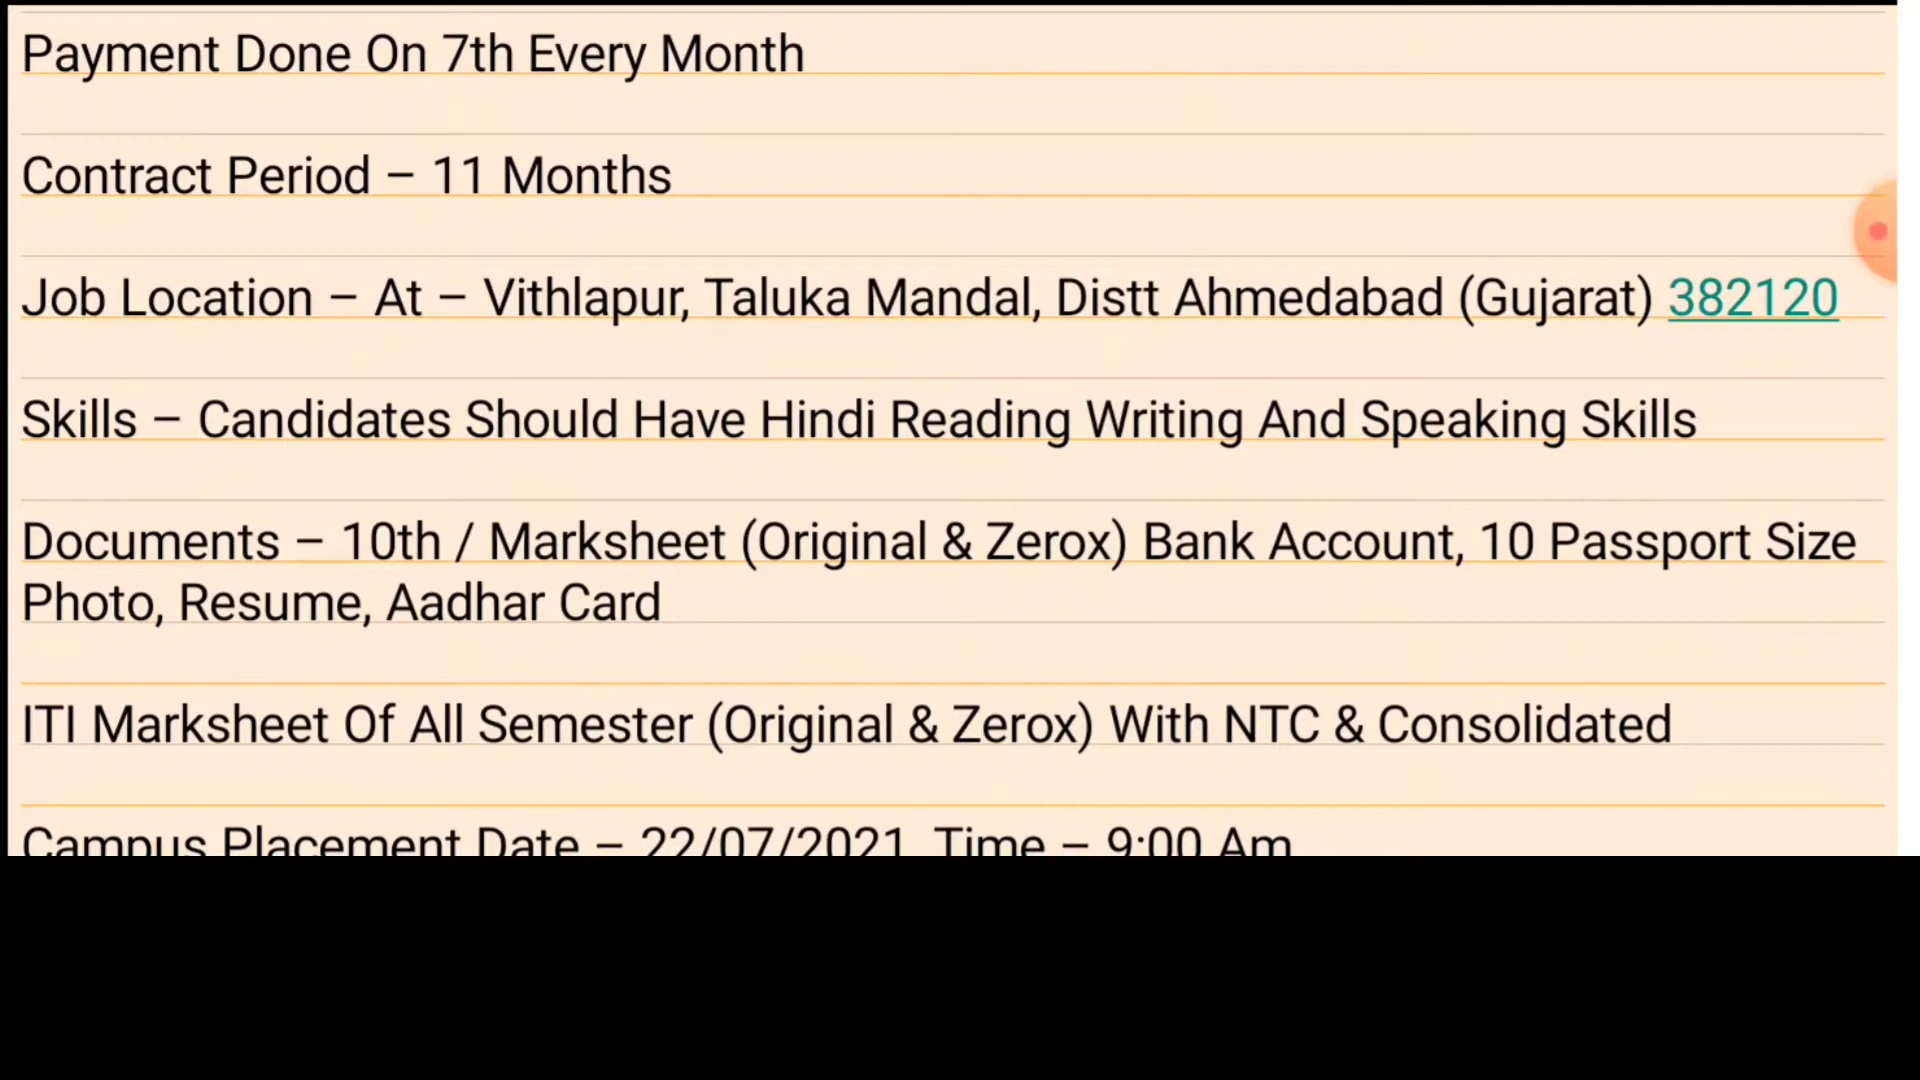 Payment Done On 7th Every Month
Contract Period – 11 Months
Job Location – At – Vithlapur, Taluka Mandal, Distt Ahmedabad (Gujarat) 382120
Skills – Candidates Should Have Hindi Reading Writing And Speaking Skills
Documents – 10th / Marksheet (Original & Zerox) Bank Account, 10 Passport Size
Photo, Resume, Aadhar Card
ITI Marksheet Of All Semester (Original & Zerox) With NTC & Consolidated
Campus Placement Date – 22/07/2021 Time – 9:00 Am